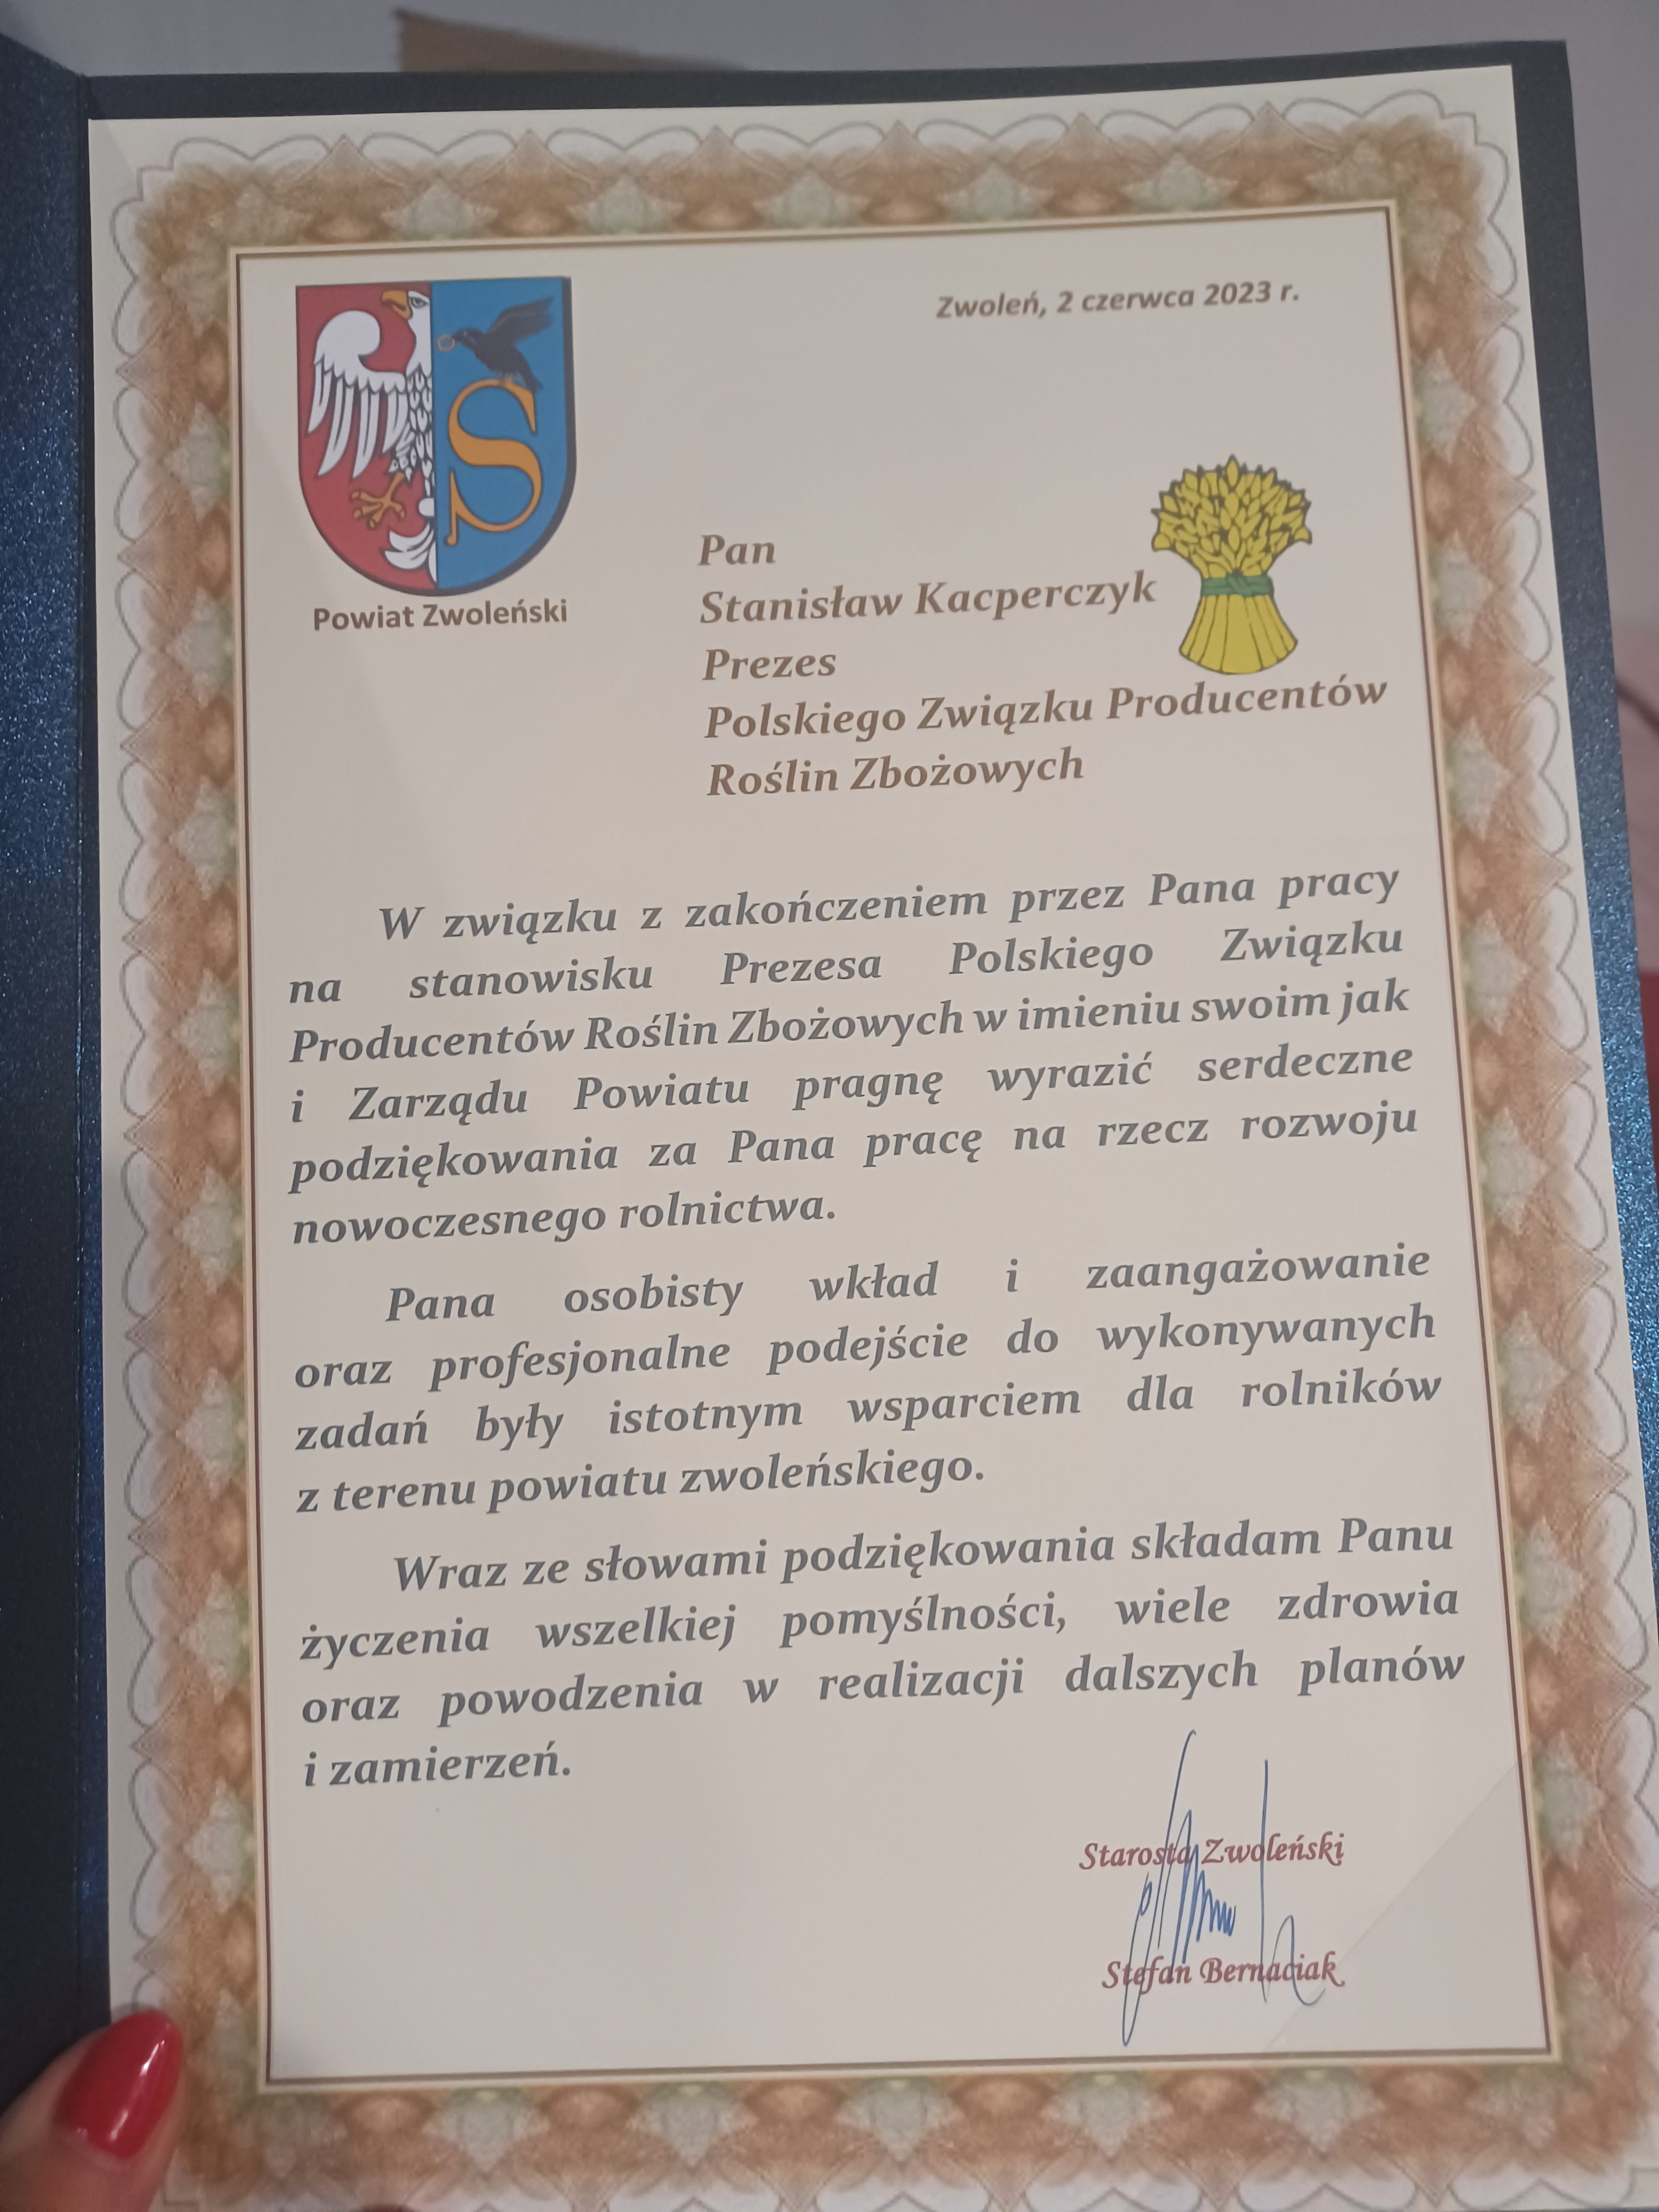 Zwoleń, 2 czerwca 2023 r.
S
Powiat Zwoleński
Pan
Stanisław Kacperczyk
Prezes
Polskiego Związku Producentów
Roślin Zbożowych
W związku z zakończeniem przez Pana pracy
na stanowisku Prezesa Polskiego Związku
Producentów Roślin Zbożowych w imieniu swoim jak
i Zarządu Powiatu pragnę wyrazić serdeczne
podziękowania za Pana pracę na rzecz rozwoju
nowoczesnego rolnictwa.
Pana osobisty wkład i zaangażowanie
oraz profesjonalne podejście do wykonywanych
zadań były istotnym wsparciem dla rolników
z terenu powiatu zwoleńskiego.
Wraz ze słowami podziękowania składam Panu
życzenia wszelkiej pomyślności, wiele zdrowia
oraz powodzenia w realizacji dalszych planów
i zamierzeń.
Starosta Zwoleński
Stefan Bernaciak